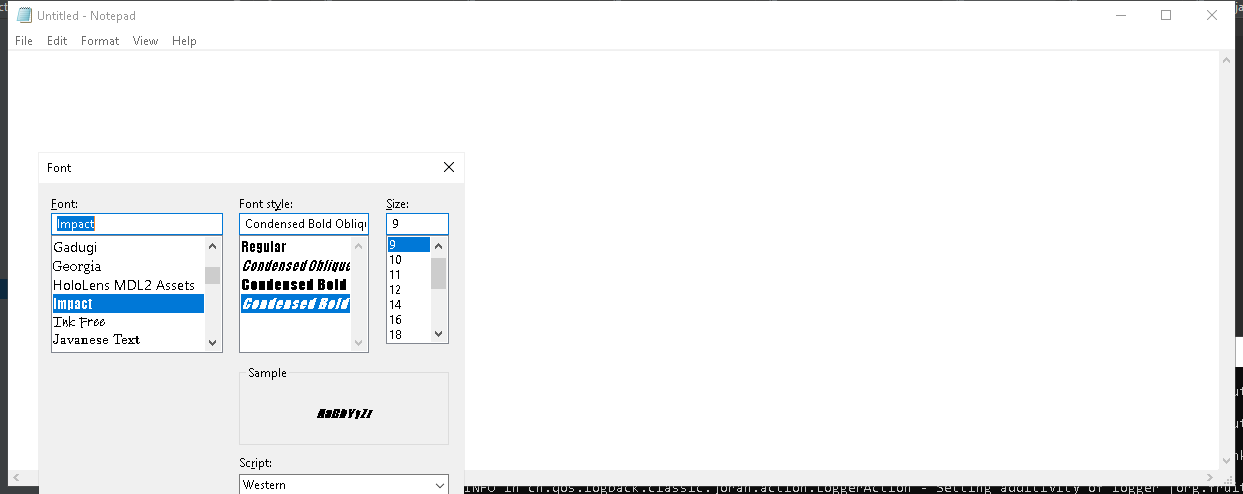 Untitled - Notepad
File Edit Format View Help
Font
Font: Font style: Size:
Impact Condensed Bold Obliqu 9
Gadugi Regular 9
Georgia Condensed Oblique 10
HoloLens MDL2 Assets Condensed Bold 11
Impact Condensed Bold 12
Ink Free 14
Javanese Text 16
18
Sample
AaBbYyZz
Script:
Western
INFO in ch.qos.logback.classic.joran.action.LoggerAction - Setting additivity of logger